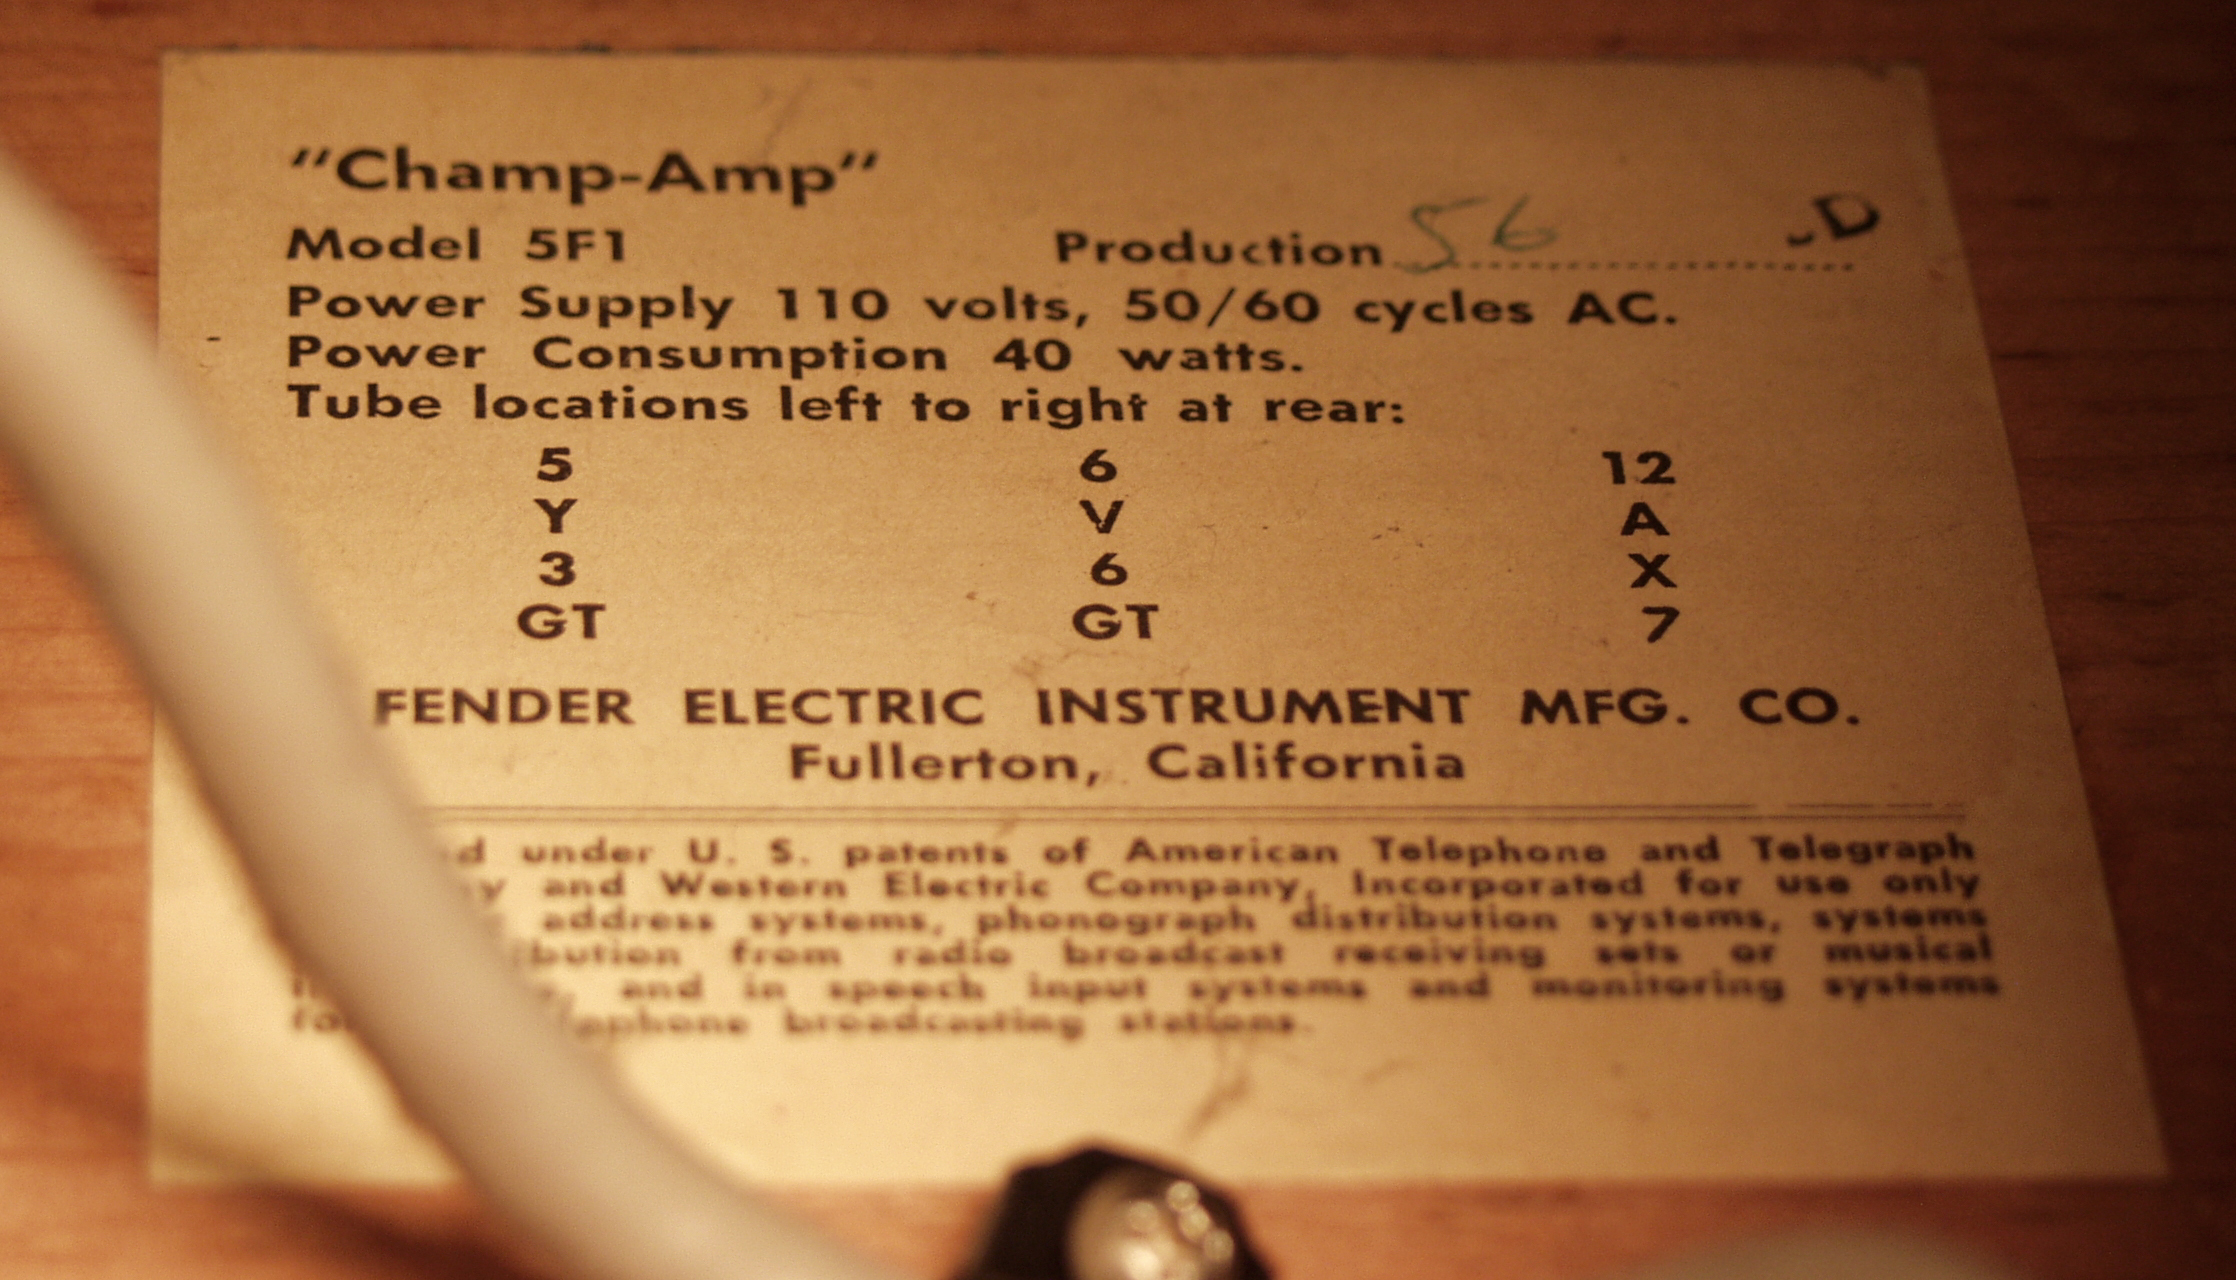 "Champ-Amp"
Model 5F1 Production 56 -D
Power Supply 110 volts, 50/60 cycles AC.
Power Consumption 40 watts.
Tube locations left to right at rear:
5 6 12
Y V A
3 6 X
GT GT 7
FENDER ELECTRIC INSTRUMENT MFG. CO.
Fullerton, California
under U. S. patents of American Telephone and Telegraph
and Western Electric Company, Incorporated for use only
address systems, phonograph distribution systems, systems
from radio broadcast receiving sets or musical
and in speech input systems and monitoring systems
broadcasting stations.